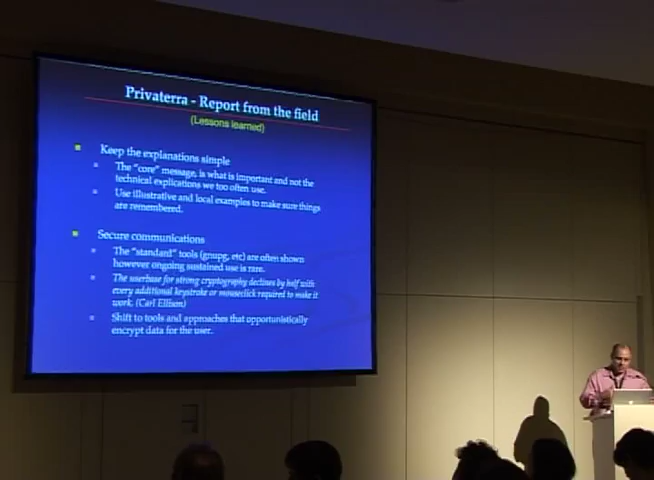 Privaterra - Report from the field
(Lessons learned)
Keep the explanations simple
The "core" message, is what is important and not the
technical explications we too often use.
Use illustrative and local examples to make sure things
are remembered.
Secure communications
The "standard" tools (gnupg, etc) are often shown
however ongoing sustained use is rare.
The userbase for strong cryptography declines by half with
every additional keystroke or mouseclick required to make it
work. (Carl Ellison)
Shift to tools and approaches that opportunistically
encrypt data for the user.